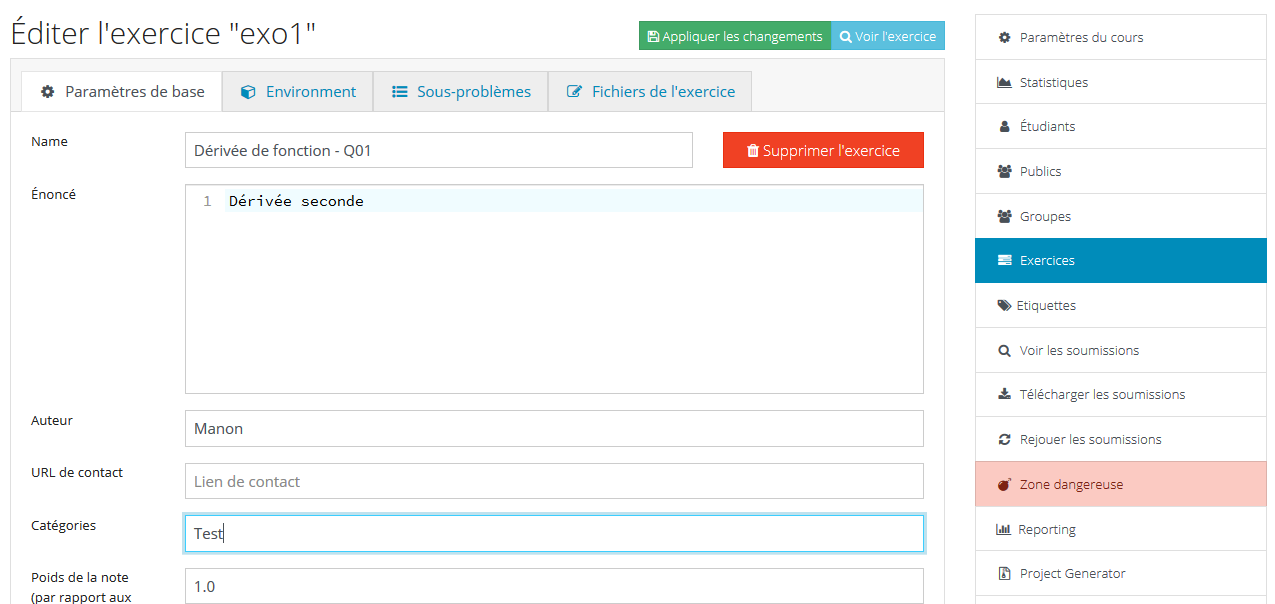 Éditer l'exercice "exo1"
Appliquer les changements
Voir l'exercice
Paramètres de base
Environment
Sous-problèmes
Fichiers de l'exercice
Name
Dérivée de fonction - Q01
Supprimer l'exercice
Énoncé
1 Dérivée seconde
Auteur
Manon
URL de contact
Lien de contact
Catégories
Test
Poids de la note
(par rapport aux
1.0
Paramètres du cours
Statistiques
Étudiants
Publics
Groupes
Exercices
Etiquettes
Voir les soumissions
Télécharger les soumissions
Rejouer les soumissions
Zone dangereuse
Reporting
Project Generator